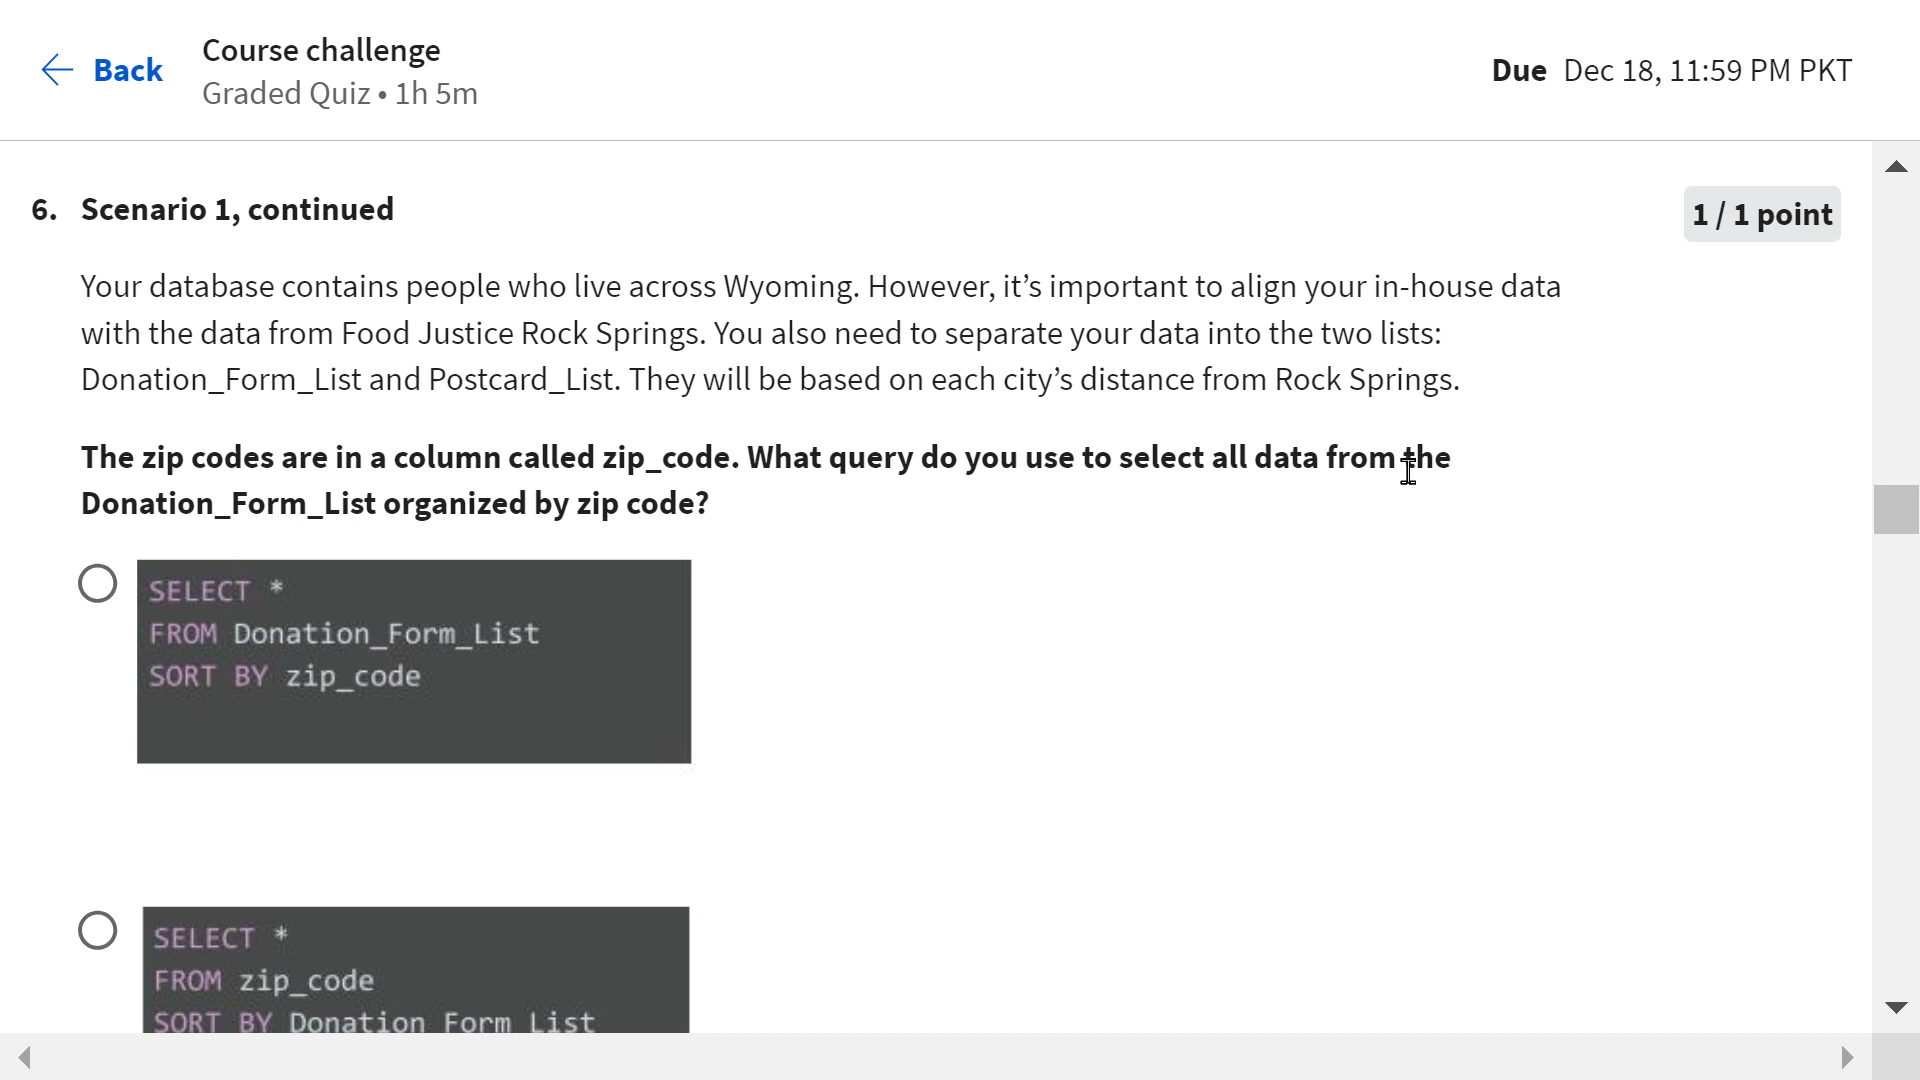 Back
Course challenge
Graded Quiz • 1h 5m
Due Dec 18, 11:59 PM PKT
6. Scenario 1, continued
1 / 1 point
Your database contains people who live across Wyoming. However, it’s important to align your in-house data
with the data from Food Justice Rock Springs. You also need to separate your data into the two lists:
Donation_Form_List and Postcard_List. They will be based on each city’s distance from Rock Springs.
The zip codes are in a column called zip_code. What query do you use to select all data from the
Donation_Form_List organized by zip code?
SELECT *
FROM Donation_Form_List
SORT BY zip_code
SELECT *
FROM zip_code
SORT BY Donation_Form_List